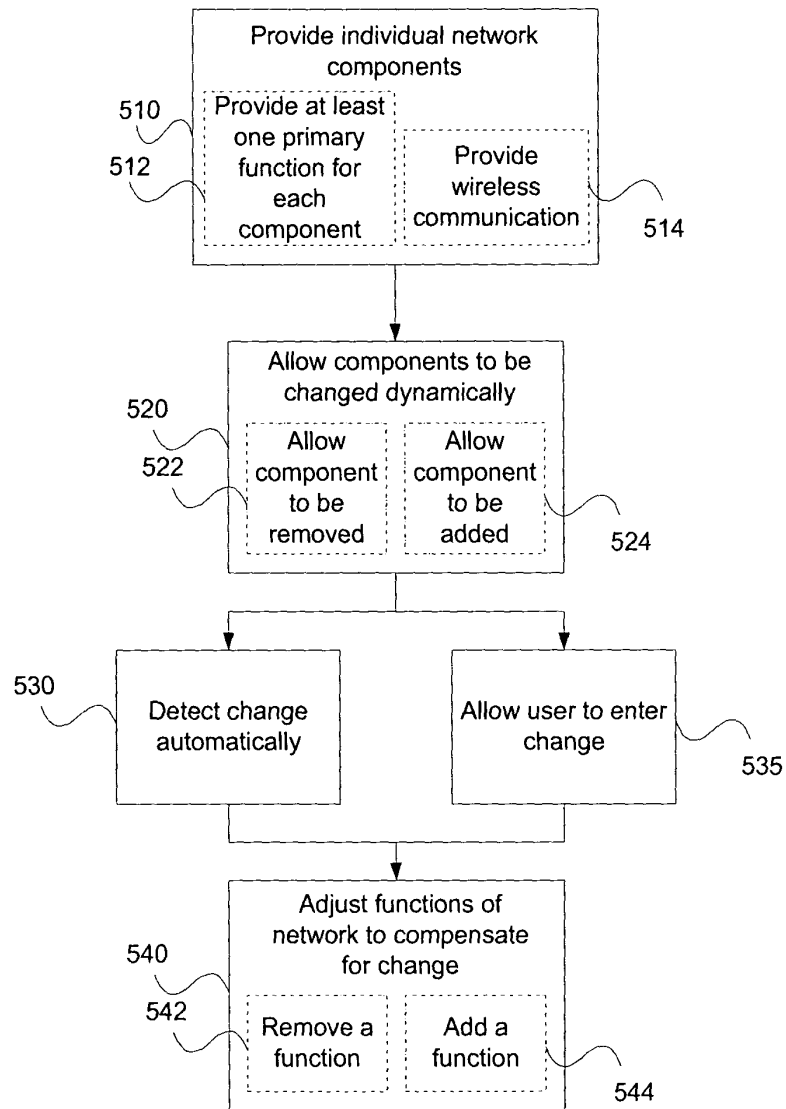 Provide individual network
components
510
Provide at least
one primary
function for
each
component
512
Provide
wireless
communication
514
Allow components to be
changed dynamically
520
Allow
component
to be
removed
522
Allow
component
to be
added
524
530
Detect change
automatically
Allow user to enter
change
535
Adjust functions of
network to compensate
for change
540
542
Remove a
function
Add a
function
544